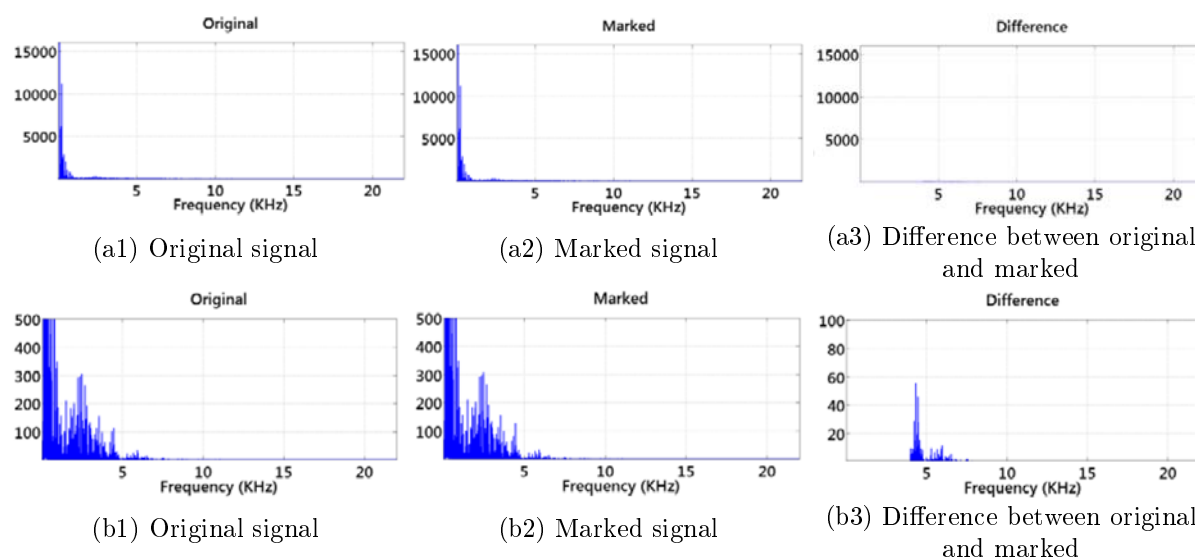 Original
15000
10000
5000
5 10 15 20
Frequency (KHz)
(a1) Original signal
Marked
15000
10000
5000
5 10 15 20
Frequency (KHz)
(a2) Marked signal
Difference
15000
10000
5000
5 10 15 20
Frequency (KHz)
(a3) Difference between original
and marked
Original
500
400
300
200
100
5 10 15 20
Frequency (KHz)
(b1) Original signal
Marked
500
400
300
200
100
5 10 15 20
Frequency (KHz)
(b2) Marked signal
Difference
100
80
60
40
20
5 10 15 20
Frequency (KHz)
(b3) Difference between original
and marked